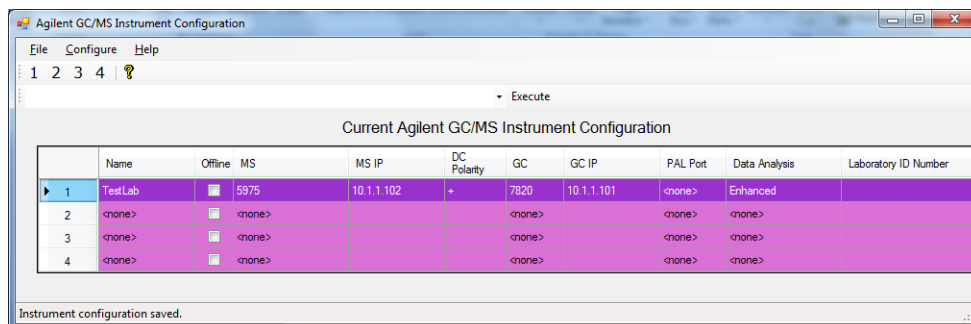 Agilent GC/MS Instrument Configuration
File Configure Help
1 2 3 4
Execute
Current Agilent GC/MS Instrument Configuration
Name Offline MS MS IP DC Polarity GC GC IP PAL Port Data Analysis Laboratory ID Number
1 TestLab 5975 10.1.1.102 + 7820 10.1.1.101 <none> Enhanced
2 <none> <none> <none> <none> <none>
3 <none> <none> <none> <none> <none>
4 <none> <none> <none> <none> <none>
Instrument configuration saved.